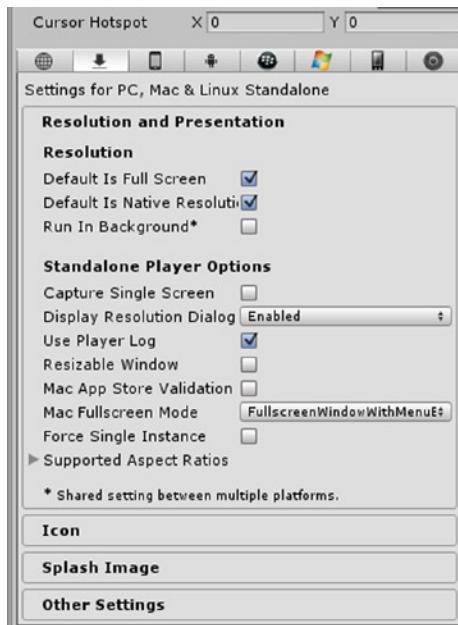 Cursor Hotspot X 0 Y 0
Settings for PC, Mac & Linux Standalone
Resolution and Presentation
Resolution
Default Is Full Screen
Default Is Native Resoluti
Run In Background*
Standalone Player Options
Capture Single Screen
Display Resolution Dialog Enabled
Use Player Log
Resizable Window
Mac App Store Validation
Mac Fullscreen Mode FullscreenWindowWithMenuB
Force Single Instance
Supported Aspect Ratios
* Shared setting between multiple platforms.
Icon
Splash Image
Other Settings